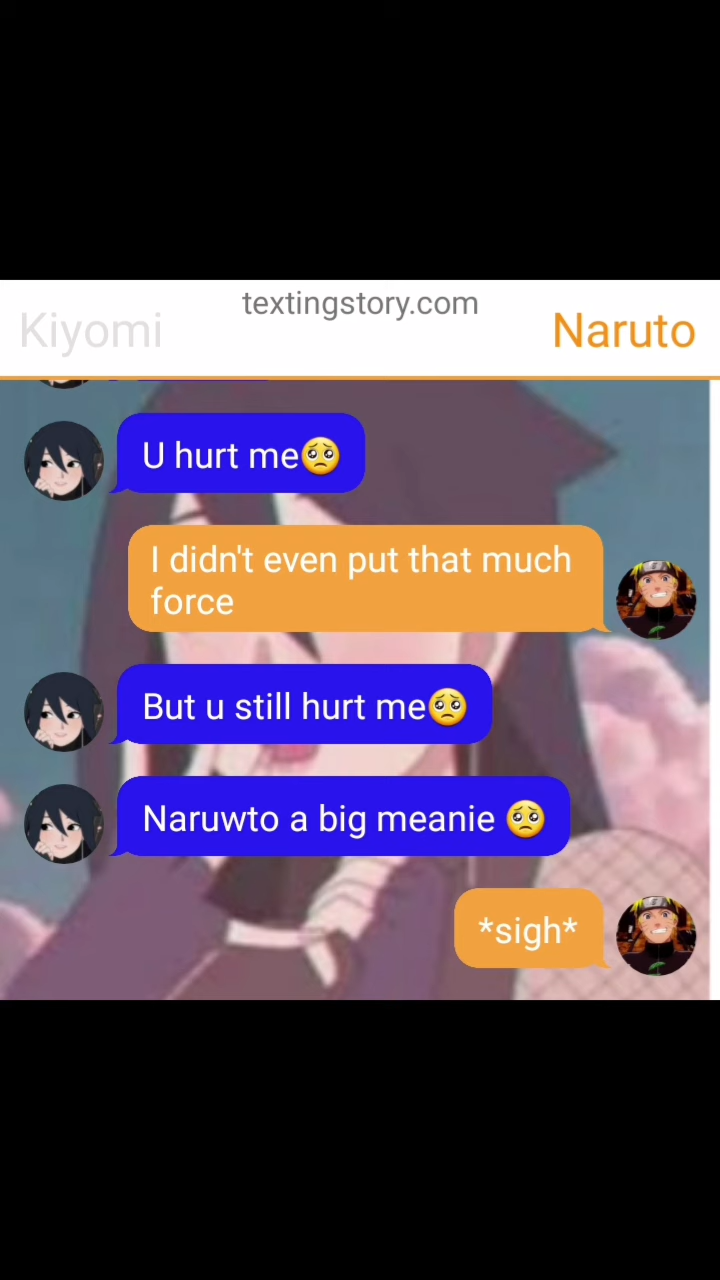 textingstory.com
Kiyomi
Naruto
U hurt me🥺
I didn't even put that much
force
But u still hurt me🥺
Naruwto a big meanie 🥺
*sigh*